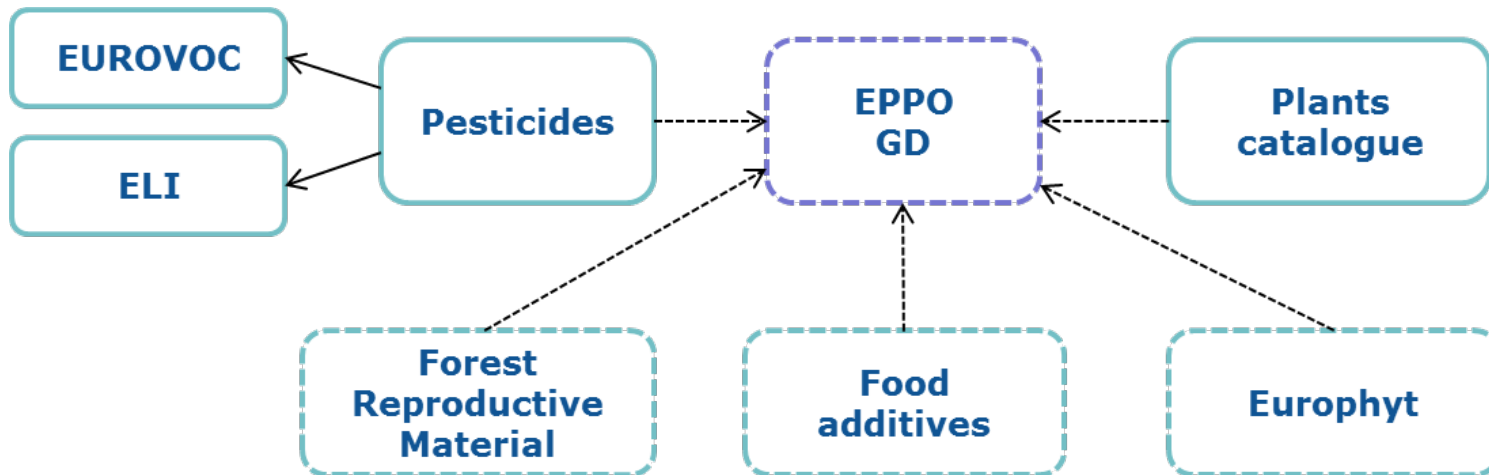 EUROVOC
ELI
Pesticides
EPPO
GD
Plants
catalogue
Forest
Reproductive
Material
Food
additives
Europhyt